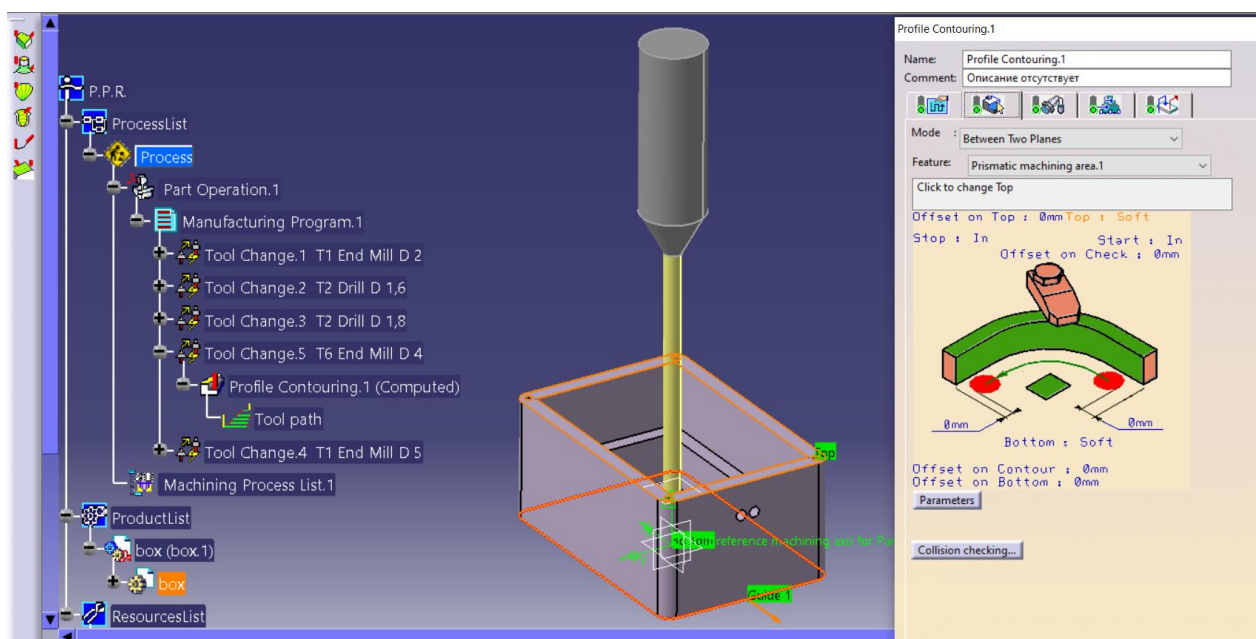 P.P.R.
ProcessList
Process
Part Operation.1
Manufacturing Program.1
Tool Change.1 T1 End Mill D 2
Tool Change.2 T2 Drill D 1,6
Tool Change.3 T2 Drill D 1,8
Tool Change.5 T6 End Mill D 4
Profile Contouring.1 (Computed)
Tool path
Tool Change.4 T1 End Mill D 5
Machining Process List.1
ProductList
box (box.1)
box
ResourcesList
Top
reference machining axis for Par
Guide 1
Profile Contouring.1
Name: Profile Contouring.1
Comment: Описание отсутствует
Mode : Between Two Planes
Feature: Prismatic machining area.1
Click to change Top
Offset on Top : 0mm Top : Soft
Stop : In Start : In
Offset on Check : 0mm
0mm 0mm
Bottom : Soft
Offset on Contour : 0mm
Offset on Bottom : 0mm
Parameters
Collision checking...